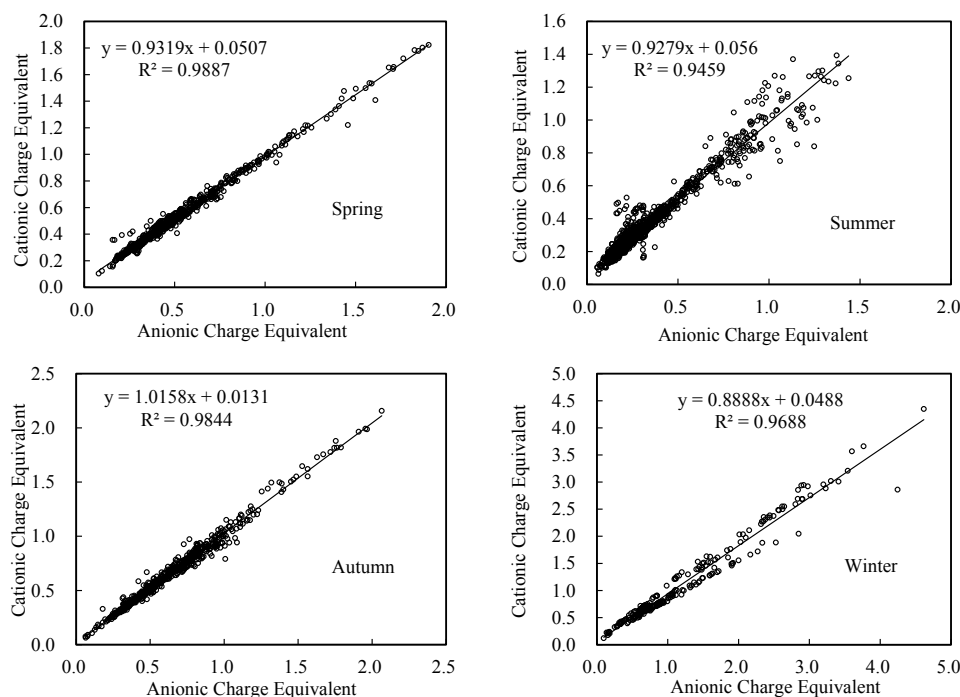 2.0
1.8
1.6
1.4
1.2
1.0
0.8
0.6
0.4
0.2
0.0
Cationic Charge Equivalent
y = 0.9319x + 0.0507
R² = 0.9887
Spring
0.0 0.5 1.0 1.5 2.0
Anionic Charge Equivalent
1.6
1.4
1.2
1.0
0.8
0.6
0.4
0.2
0.0
Cationic Charge Equivalent
y = 0.9279x + 0.056
R² = 0.9459
Summer
0.0 0.5 1.0 1.5 2.0
Anionic Charge Equivalent
2.5
2.0
1.5
1.0
0.5
0.0
Cationic Charge Equivalent
y = 1.0158x + 0.0131
R² = 0.9844
Autumn
0.0 0.5 1.0 1.5 2.0 2.5
Anionic Charge Equivalent
5.0
4.5
4.0
3.5
3.0
2.5
2.0
1.5
1.0
0.5
0.0
Cationic Charge Equivalent
y = 0.8888x + 0.0488
R² = 0.9688
Winter
0.0 1.0 2.0 3.0 4.0 5.0
Anionic Charge Equivalent